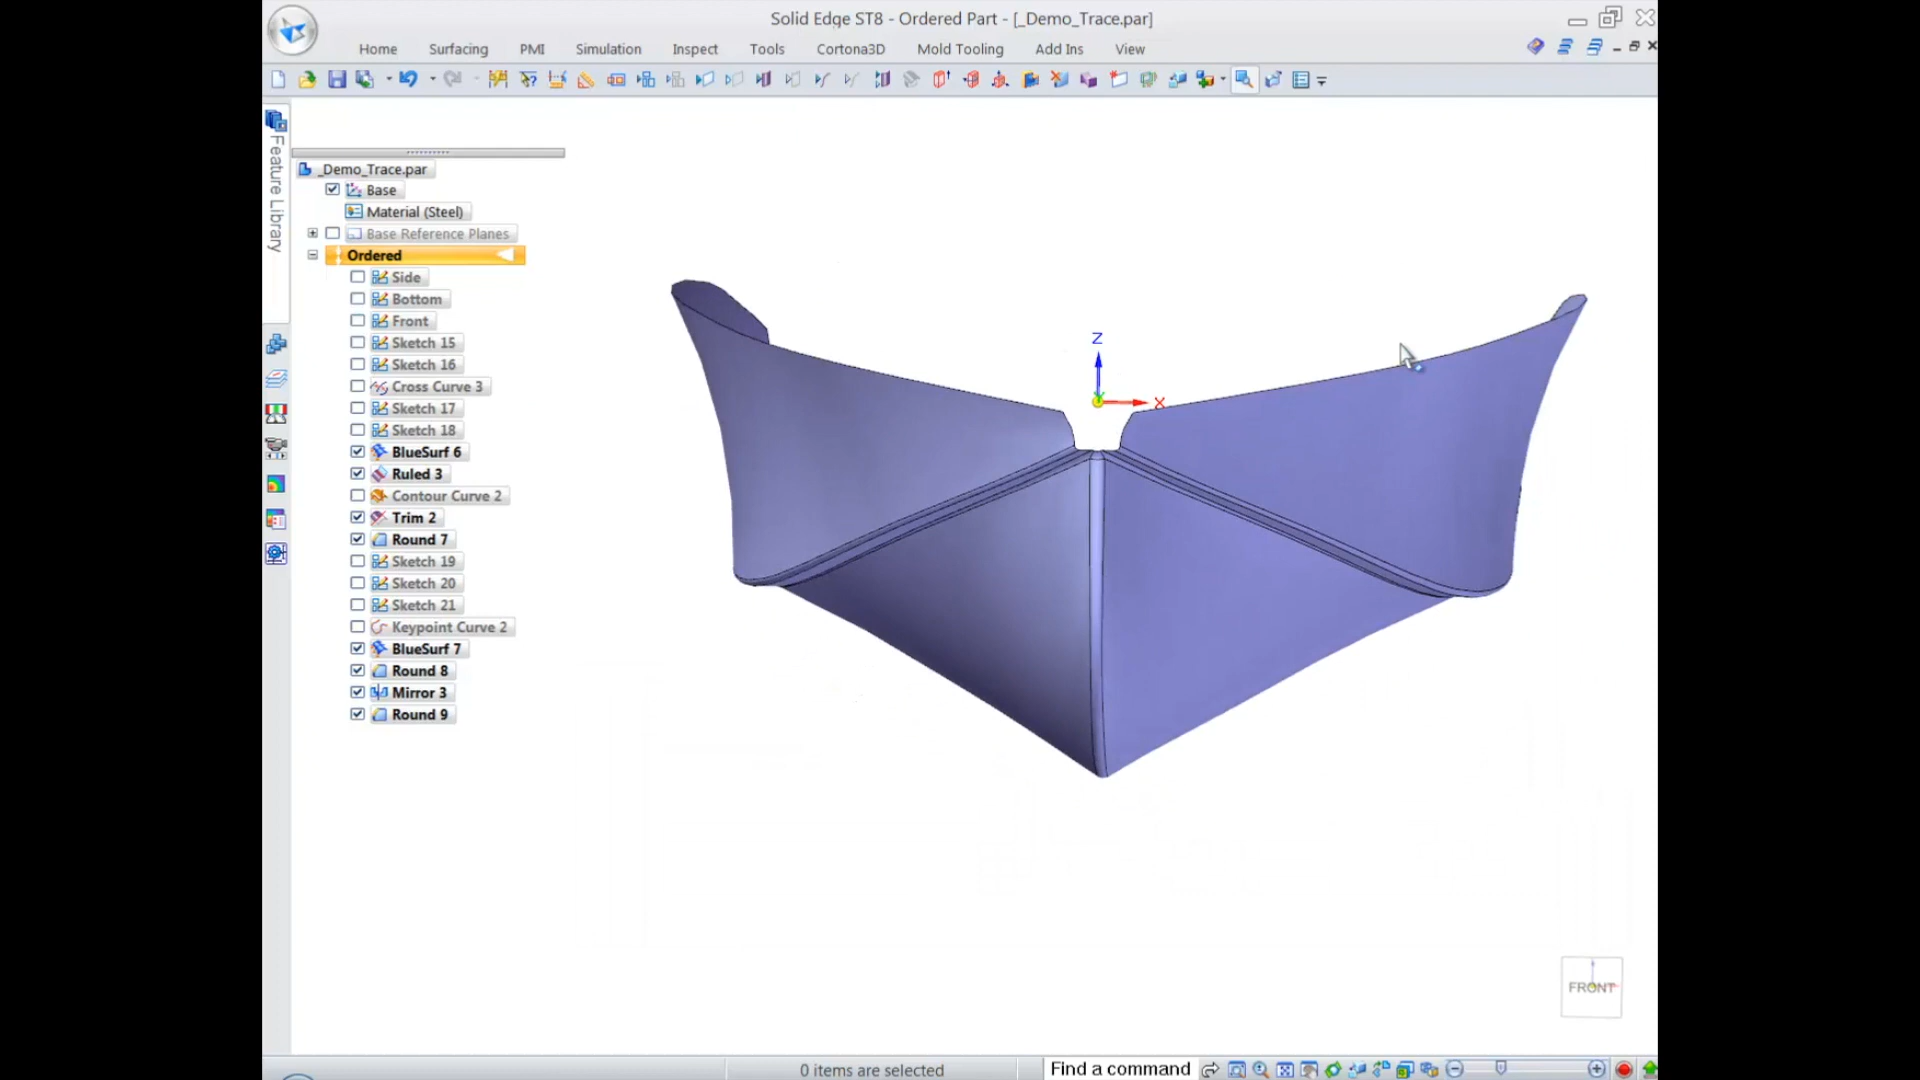 Solid Edge ST8 - Ordered Part - [_Demo_Trace.par]
Home Surfacing PMI Simulation Inspect Tools Cortona3D Mold Tooling Add Ins View
Feature Library
_Demo_Trace.par
Base
Material (Steel)
Base Reference Planes
Ordered
Side
Bottom
Front
Sketch 15
Sketch 16
Cross Curve 3
Sketch 17
Sketch 18
BlueSurf 6
Ruled 3
Contour Curve 2
Trim 2
Round 7
Sketch 19
Sketch 20
Sketch 21
Keypoint Curve 2
BlueSurf 7
Round 8
Mirror 3
Round 9
Z
X
FRONT
0 items are selected
Find a command